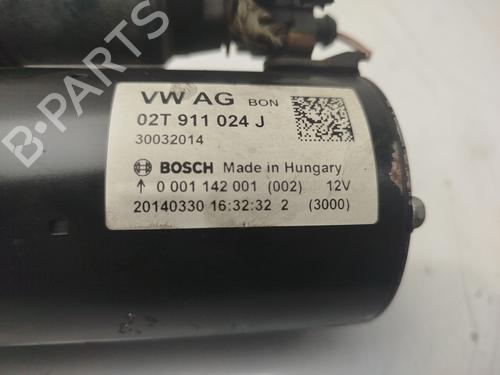 VW AG BON
02T 911 024 J
30032014
BOSCH Made in Hungary
↑ 0 001 142 001 (002) 12V
20140330 16:32:32 2 (3000)
B-PARTS